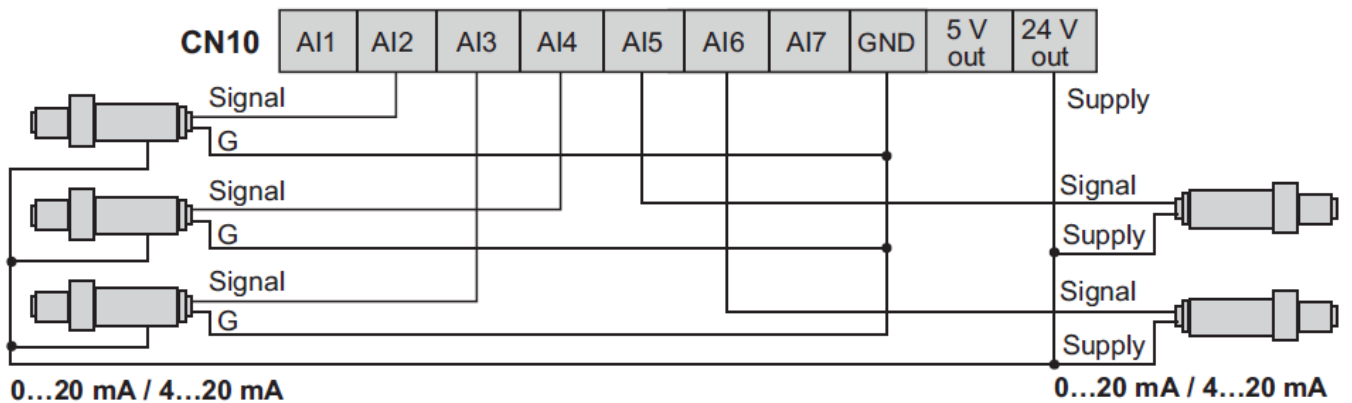 CN10 AI1 AI2 AI3 AI4 AI5 AI6 AI7 GND 5 V out 24 V out
Signal
G
Supply
Signal
G
Signal
Supply
Signal
G
Signal
Supply
0...20 mA / 4...20 mA
0...20 mA / 4...20 mA